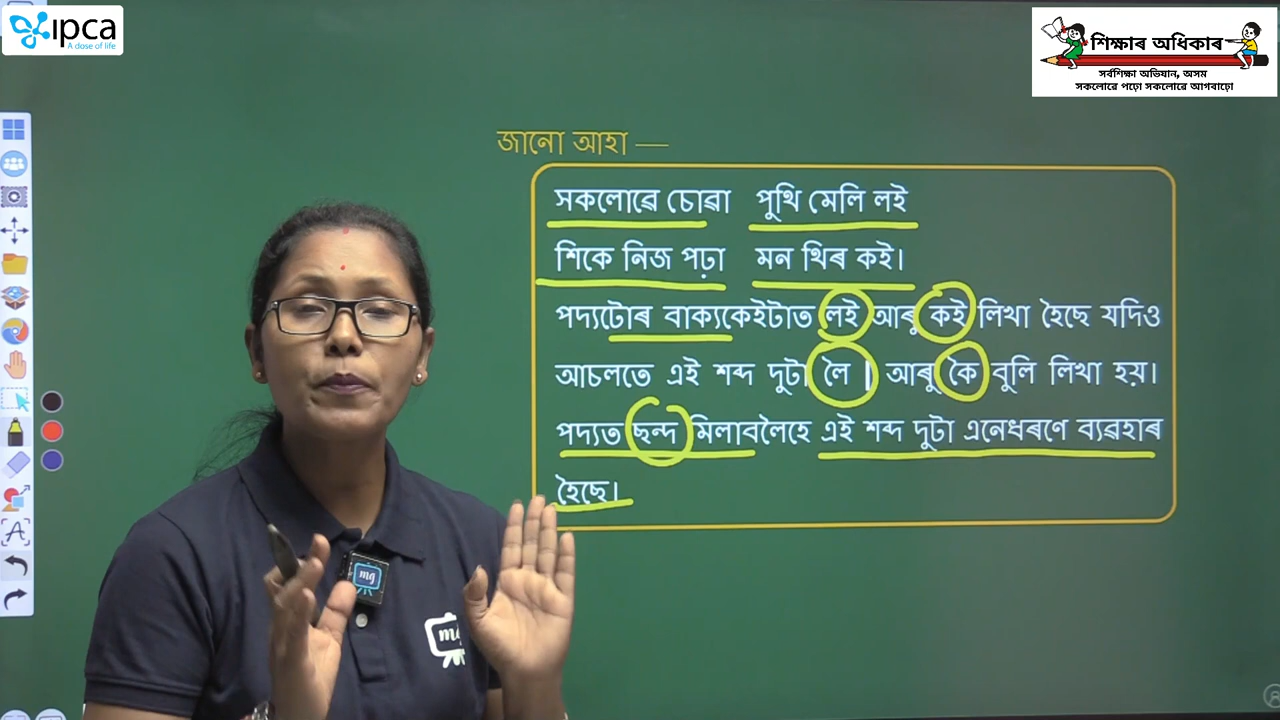 ipca
A dose of life
শিক্ষাৰ অধিকাৰ
সৰ্বশিক্ষা অভিযান, অসম
সকলোৱে পঢ়ো সকলোৱে আগবাঢ়ো
জানো আহা —
সকলোৱে চোৱা পুথি মেলি লই
শিকে নিজ পঢ়া মন থিৰ কই।
পদ্যটোৰ বাক্যকেইটাত লই আৰু কই লিখা হৈছে যদিও
আচলতে এই শব্দ দুটা লৈ | আৰু কৈ বুলি লিখা হয়।
পদ্যত ছন্দ মিলাবলৈহে এই শব্দ দুটা এনেধৰণে ব্যৱহাৰ
হৈছে।
mg